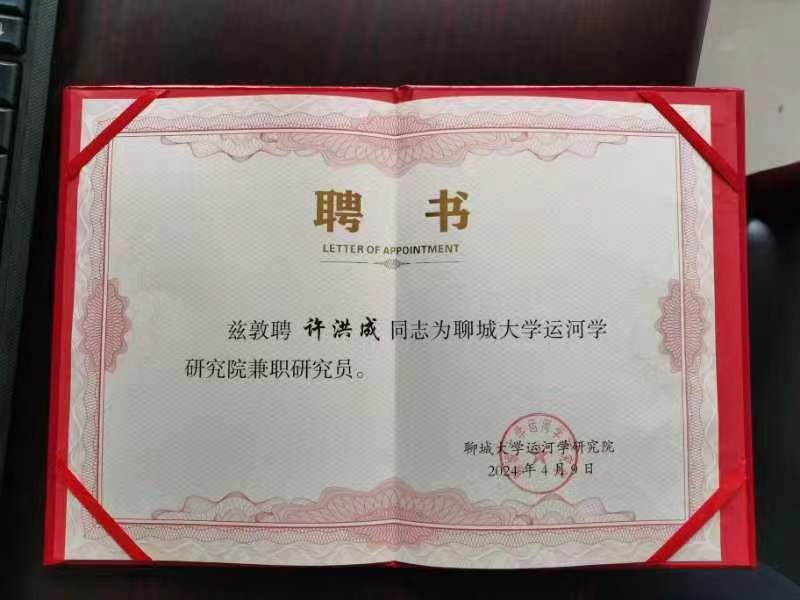 聘 书
LETTER OF APPOINTMENT
兹敦聘 许洪成 同志为聊城大学运河学
研究院兼职研究员。
聊城大学运河学研究院
2024年4月9日